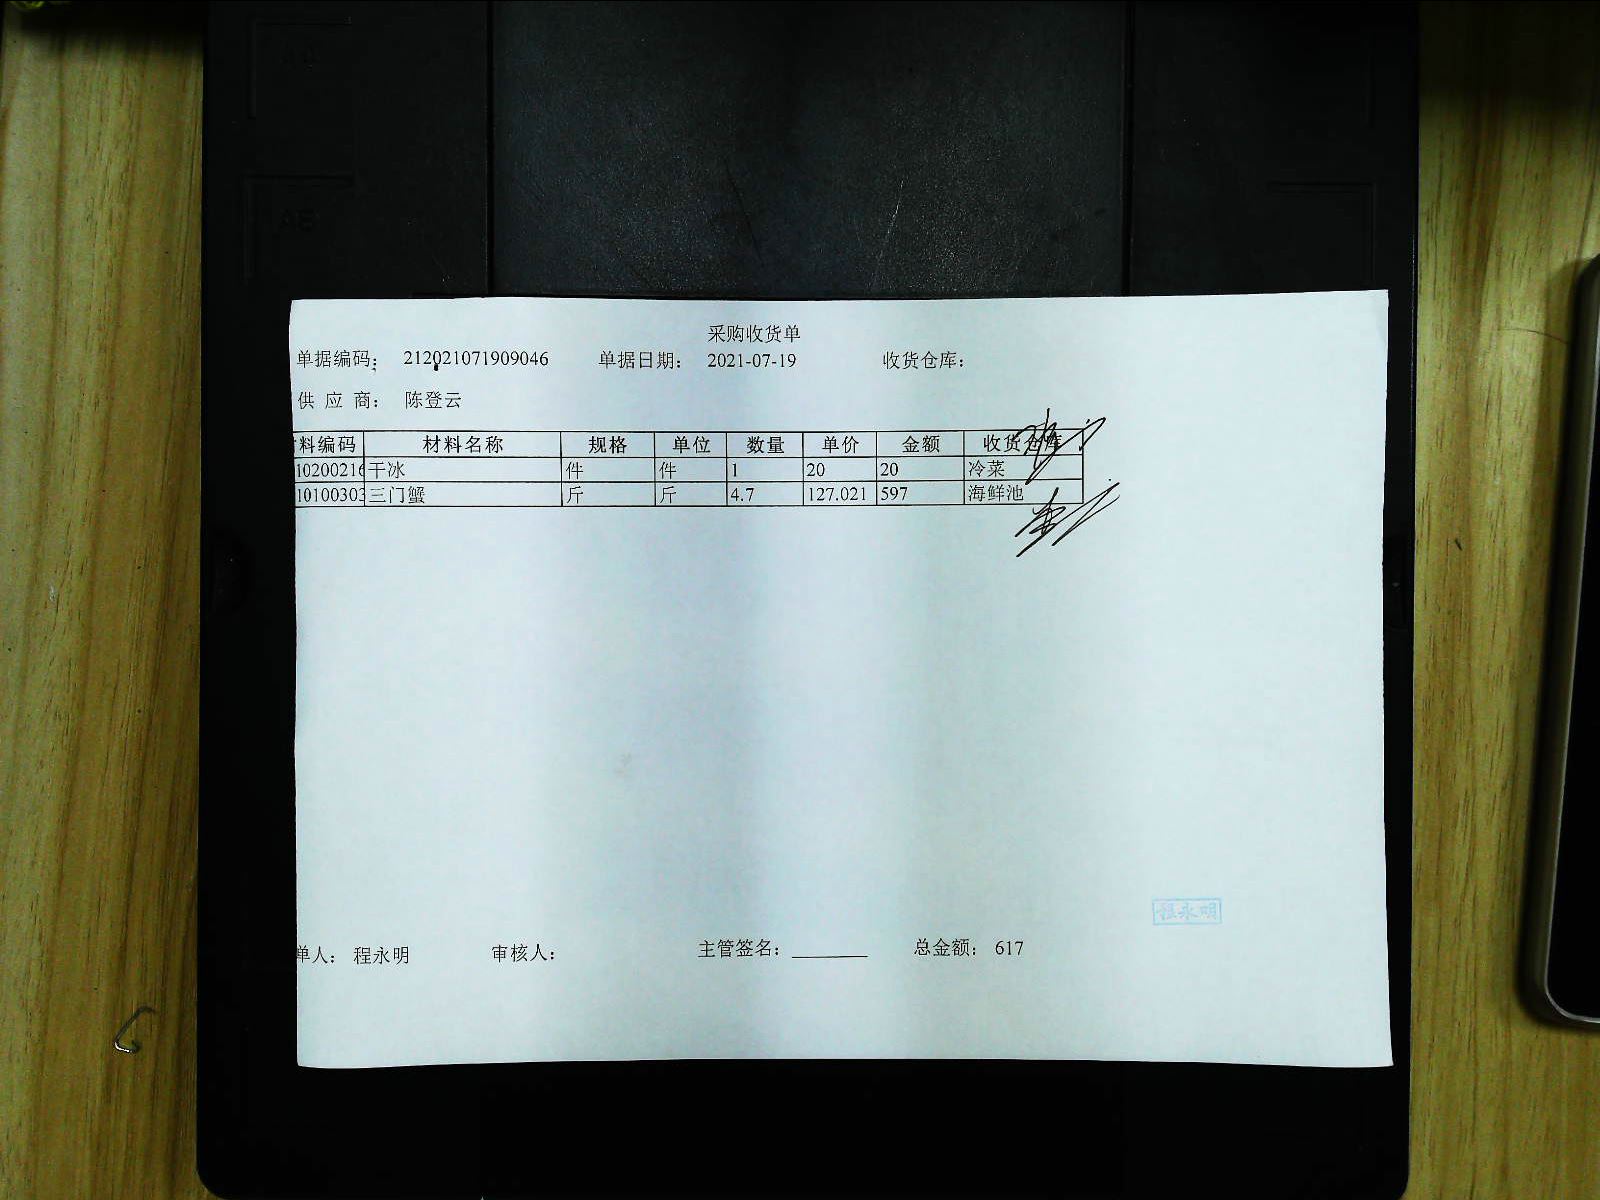 采购收货单
单据编码： 212021071909046 单据日期： 2021-07-19 收货仓库：
供 应 商： 陈登云
料编码 材料名称 规格 单位 数量 单价 金额 收货仓库
10200216 干冰 件 件 1 20 20 冷菜
10100303 三门蟹 斤 斤 4.7 127.021 597 海鲜池
程永明
单人： 程永明 审核人： 主管签名： 总金额： 617